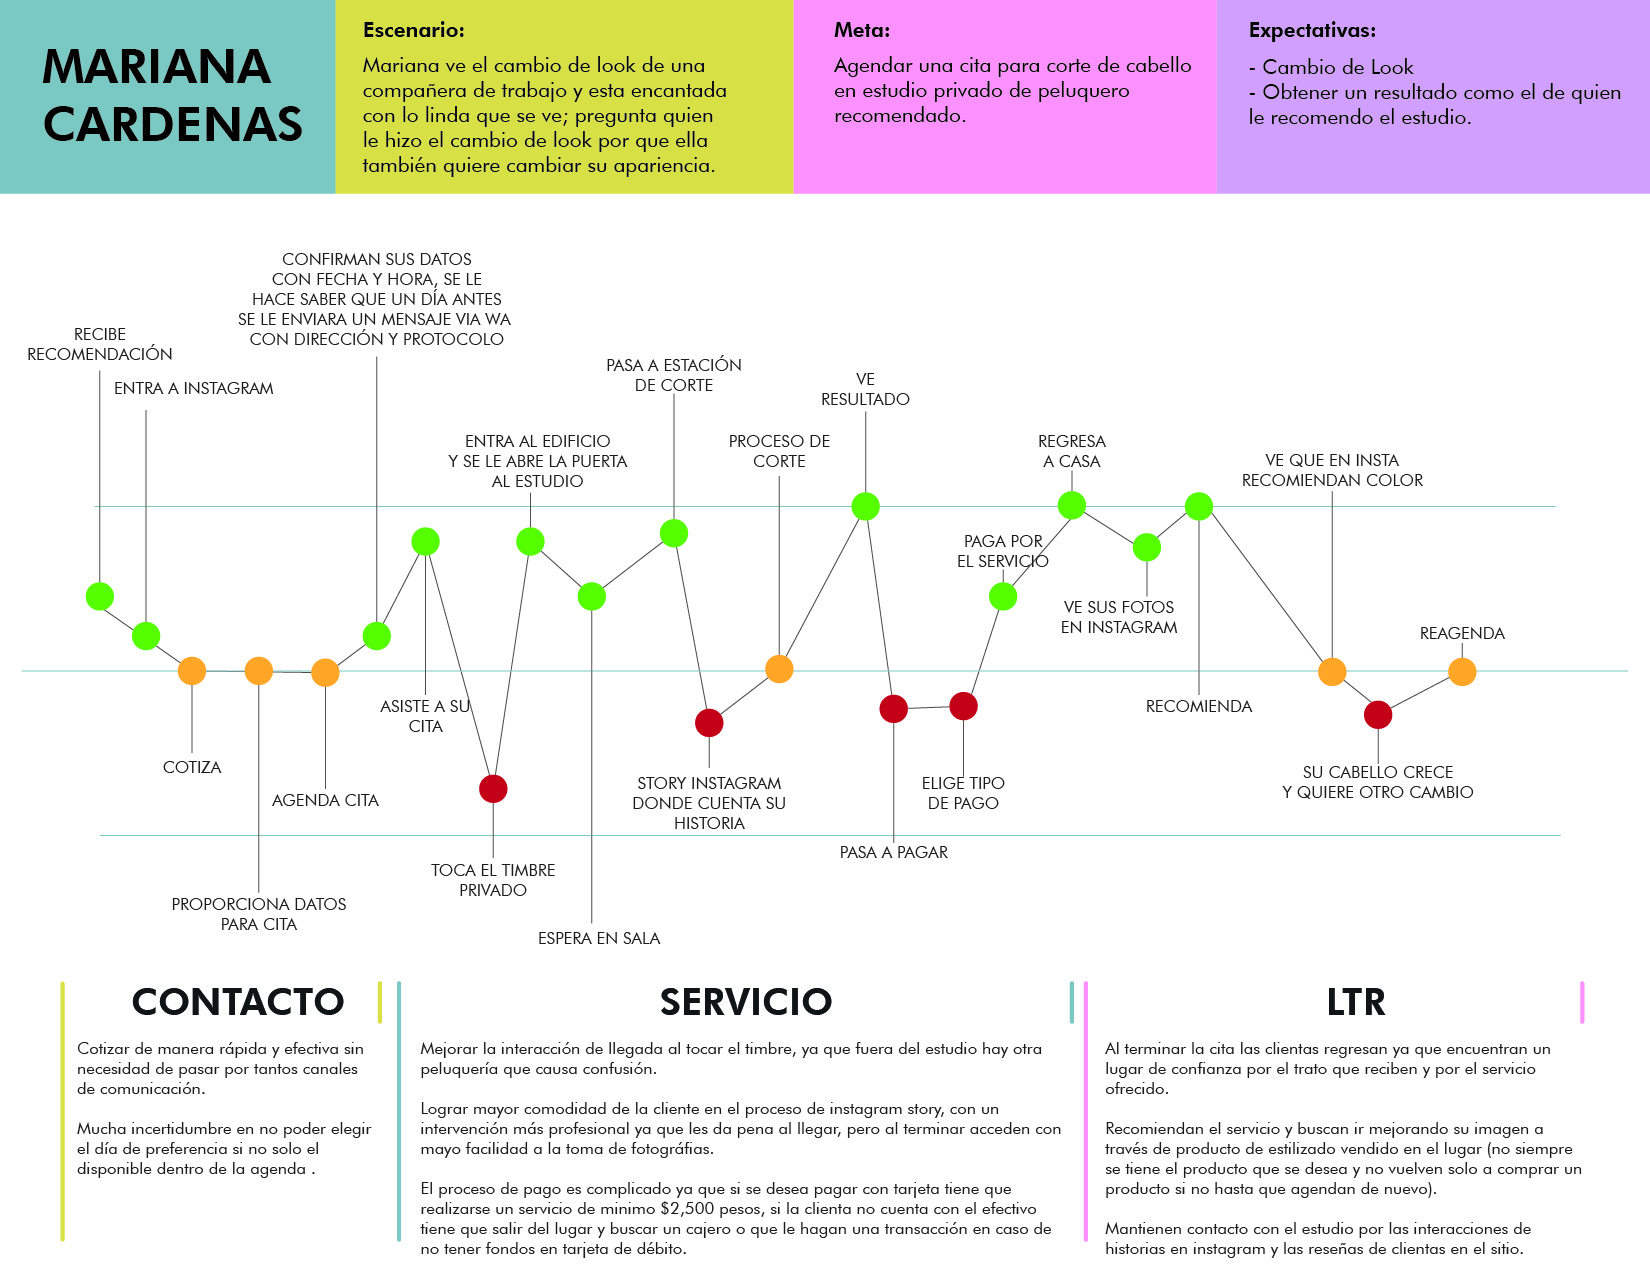 MARIANA
CARDENAS
Escenario:
Mariana ve el cambio de look de una
compañera de trabajo y esta encantada
con lo linda que se ve; pregunta quien
le hizo el cambio de look por que ella
también quiere cambiar su apariencia.
Meta:
Agendar una cita para corte de cabello
en estudio privado de peluquero
recomendado.
Expectativas:
- Cambio de Look
- Obtener un resultado como el de quien
le recomendo el estudio.
RECIBE
RECOMENDACIÓN
ENTRA A INSTAGRAM
COTIZA
PROPORCIONA DATOS
PARA CITA
AGENDA CITA
CONFIRMAN SUS DATOS
CON FECHA Y HORA, SE LE
HACE SABER QUE UN DÍA ANTES
SE LE ENVIARA UN MENSAJE VIA WA
CON DIRECCIÓN Y PROTOCOLO
ASISTE A SU
CITA
TOCA EL TIMBRE
PRIVADO
ENTRA AL EDIFICIO
Y SE LE ABRE LA PUERTA
AL ESTUDIO
ESPERA EN SALA
PASA A ESTACIÓN
DE CORTE
STORY INSTAGRAM
DONDE CUENTA SU
HISTORIA
PROCESO DE
CORTE
VE
RESULTADO
PASA A PAGAR
ELIGE TIPO
DE PAGO
PAGA POR
EL SERVICIO
REGRESA
A CASA
VE SUS FOTOS
EN INSTAGRAM
RECOMIENDA
VE QUE EN INSTA
RECOMIENDAN COLOR
SU CABELLO CRECE
Y QUIERE OTRO CAMBIO
REAGENDA
CONTACTO
Cotizar de manera rápida y efectiva sin
necesidad de pasar por tantos canales
de comunicación.
Mucha incertidumbre en no poder elegir
el día de preferencia si no solo el
disponible dentro de la agenda .
SERVICIO
Mejorar la interacción de llegada al tocar el timbre, ya que fuera del estudio hay otra
peluquería que causa confusión.
Lograr mayor comodidad de la cliente en el proceso de instagram story, con un
intervención más profesional ya que les da pena al llegar, pero al terminar acceden con
mayo facilidad a la toma de fotográfias.
El proceso de pago es complicado ya que si se desea pagar con tarjeta tiene que
realizarse un servicio de minimo $2,500 pesos, si la clienta no cuenta con el efectivo
tiene que salir del lugar y buscar un cajero o que le hagan una transacción en caso de
no tener fondos en tarjeta de débito.
LTR
Al terminar la cita las clientas regresan ya que encuentran un
lugar de confianza por el trato que reciben y por el servicio
ofrecido.
Recomiendan el servicio y buscan ir mejorando su imagen a
través de producto de estilizado vendido en el lugar (no siempre
se tiene el producto que se desea y no vuelven solo a comprar un
producto si no hasta que agendan de nuevo).
Mantienen contacto con el estudio por las interacciones de
historias en instagram y las reseñas de clientas en el sitio.